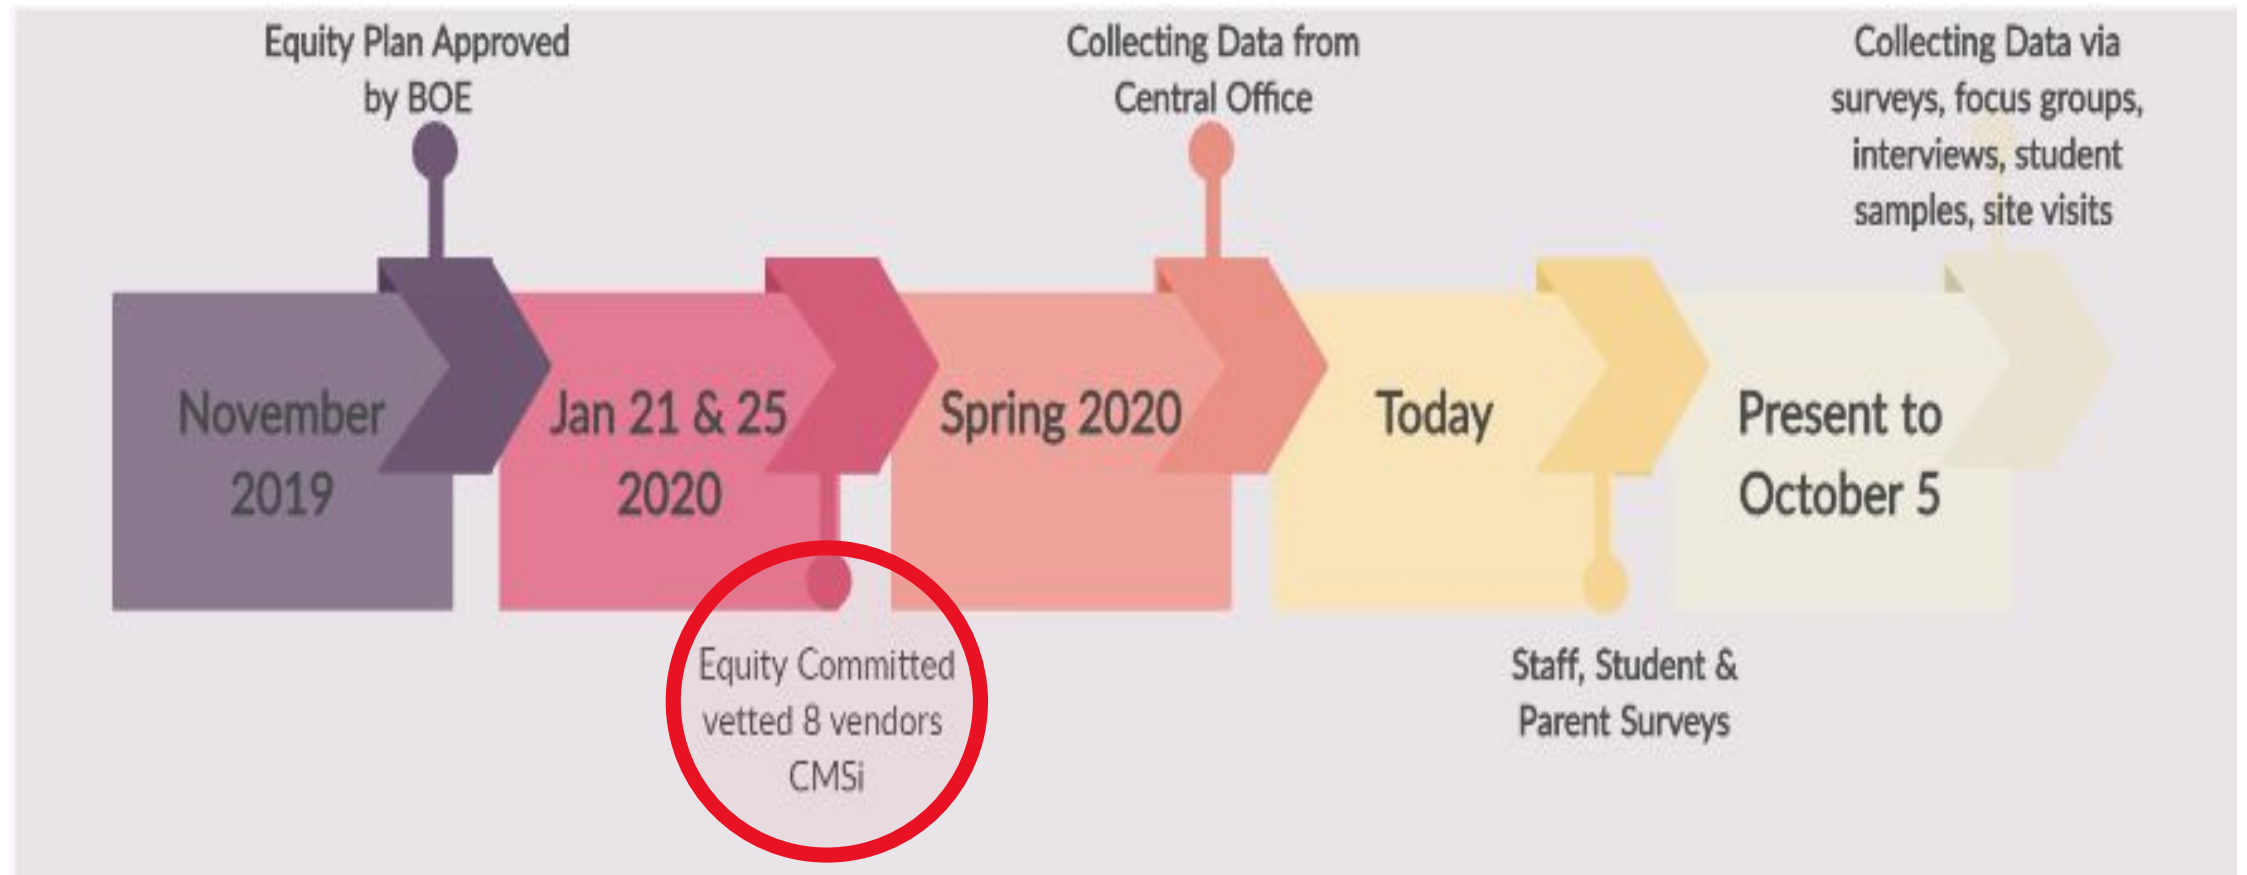 Equity Plan Approved
by BOE
Collecting Data from
Central Office
Collecting Data via
surveys, focus groups,
interviews, student
samples, site visits
November
2019
Jan 21 & 25
2020
Spring 2020
Today
Present to
October 5
Equity Committed
vetted 8 vendors
CMSi
Staff, Student &
Parent Surveys